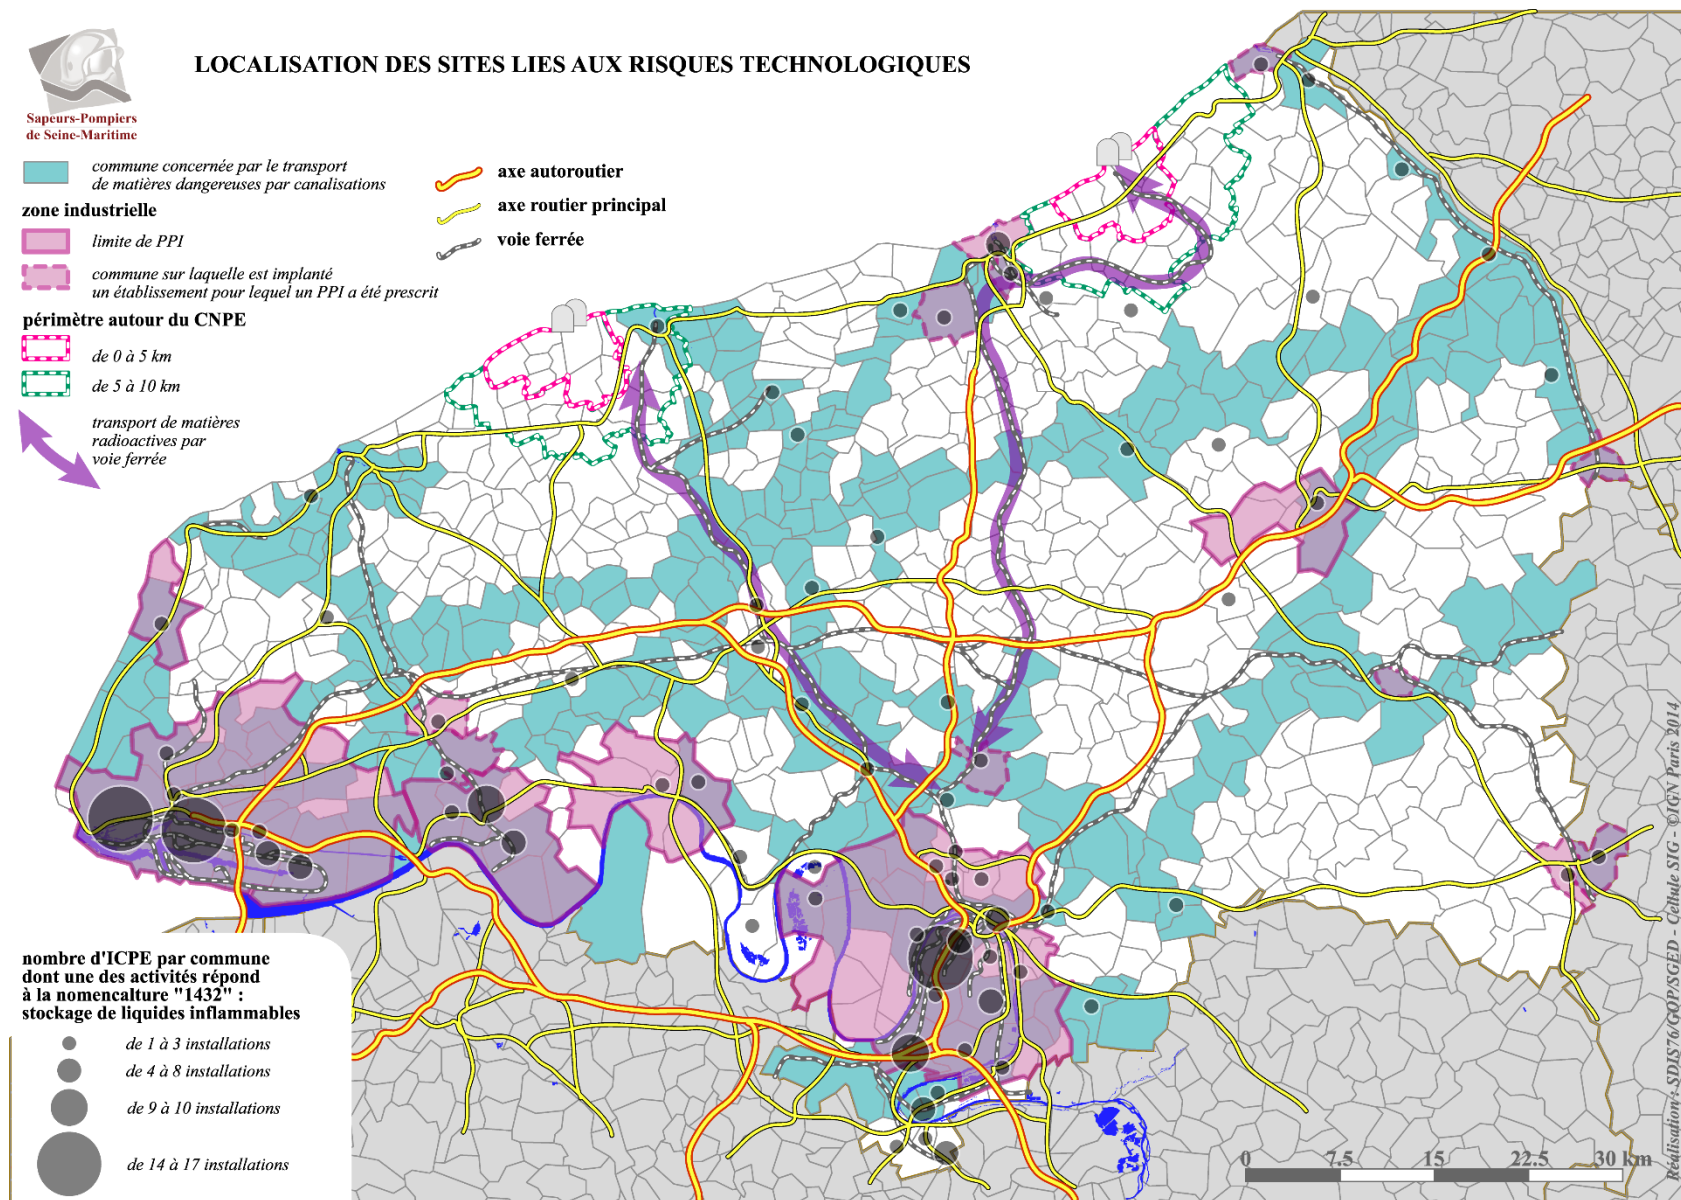 LOCALISATION DES SITES LIES AUX RISQUES TECHNOLOGIQUES
Sapeurs-Pompiers
de Seine-Maritime
commune concernée par le transport
de matières dangereuses par canalisations
zone industrielle
limite de PPI
commune sur laquelle est implanté
un établissement pour lequel un PPI a été prescrit
périmètre autour du CNPE
de 0 à 5 km
de 5 à 10 km
transport de matières
radioactives par
voie ferrée
axe autoroutier
axe routier principal
voie ferrée
nombre d'ICPE par commune
dont une des activités répond
à la nomencalture "1432" :
stockage de liquides inflammables
de 1 à 3 installations
de 4 à 8 installations
de 9 à 10 installations
de 14 à 17 installations
0 7.5 15 22.5 30 km
Réalisation : SDIS76/GOP/SGED - Cellule SIG - ©IGN Paris 2014